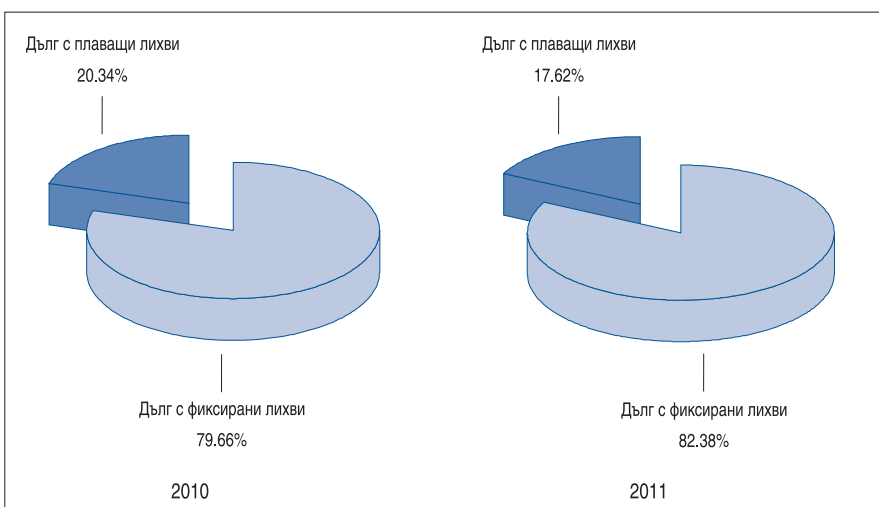 Дълг с плаващи лихви
20.34%
Дълг с фиксирани лихви
79.66%
2010
Дълг с плаващи лихви
17.62%
Дълг с фиксирани лихви
82.38%
2011